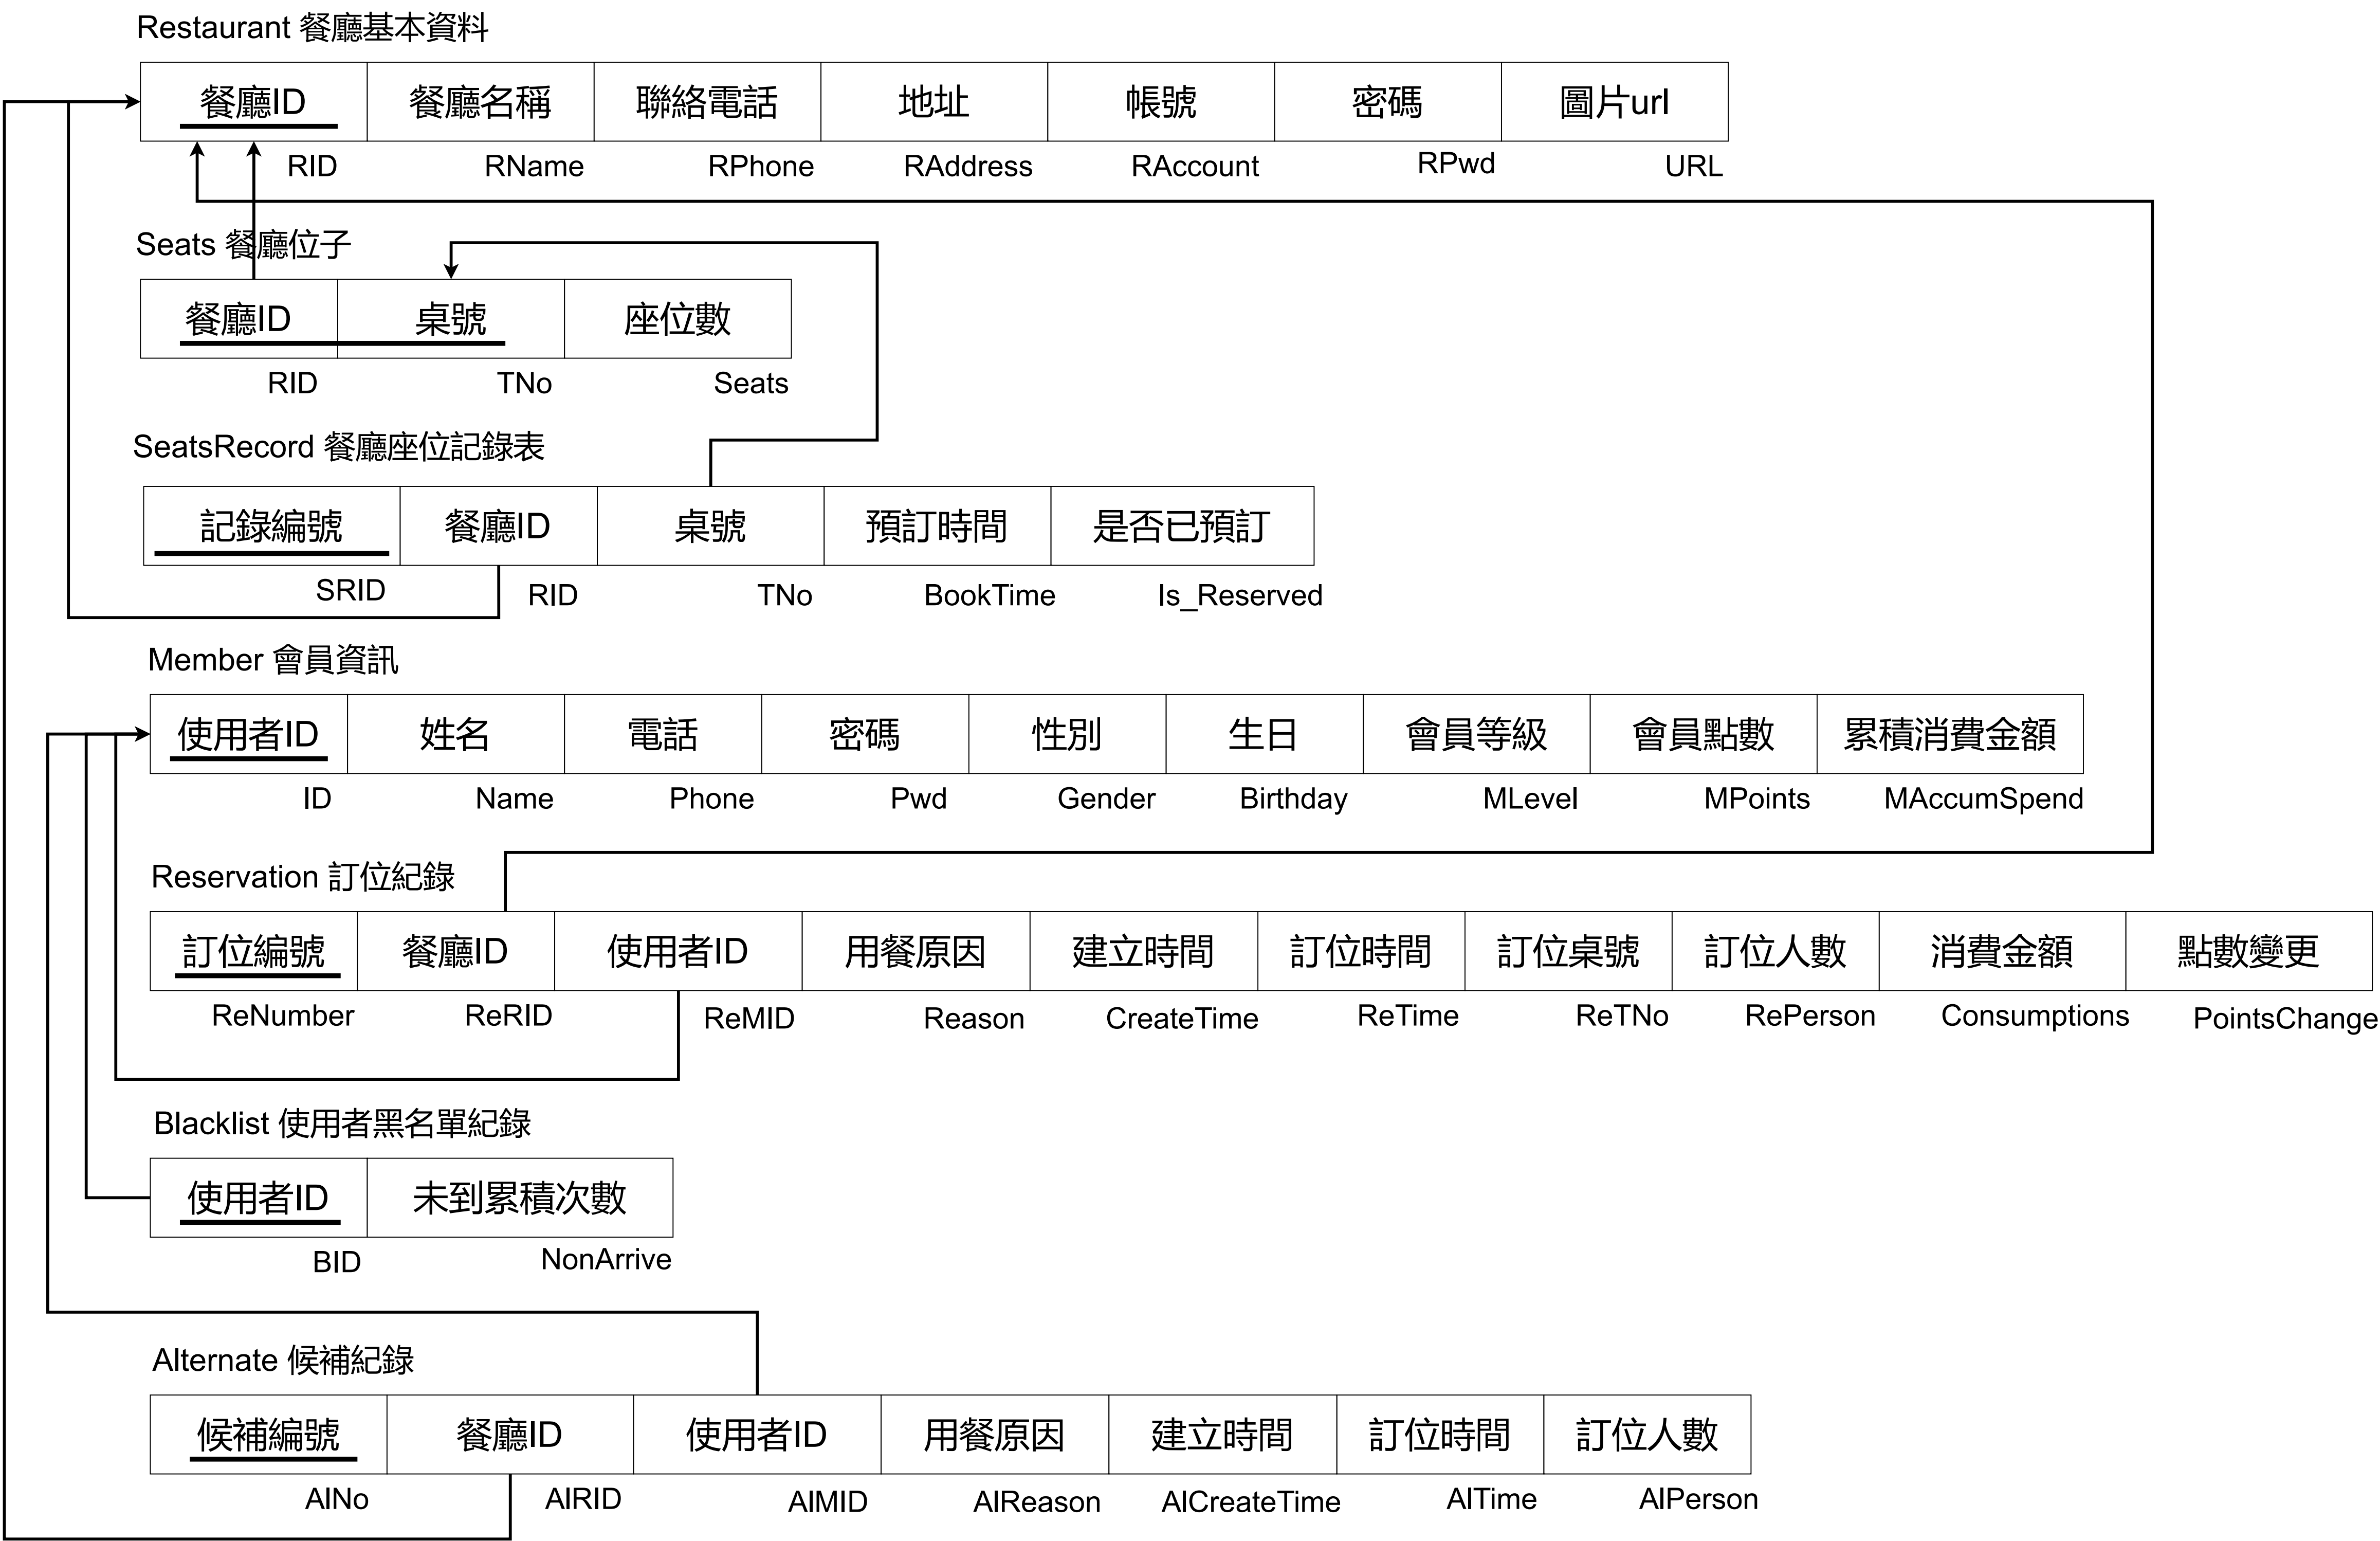 Restaurant 餐廳基本資料
餐廳ID 餐廳名稱 聯絡電話 地址 帳號 密碼 圖片url
RID RName RPhone RAddress RAccount RPwd URL
Seats 餐廳位子
餐廳ID 桌號 座位數
RID TNo Seats
SeatsRecord 餐廳座位記錄表
記錄編號 餐廳ID 桌號 預訂時間 是否已預訂
SRID RID TNo BookTime Is_Reserved
Member 會員資訊
使用者ID 姓名 電話 密碼 性別 生日 會員等級 會員點數 累積消費金額
ID Name Phone Pwd Gender Birthday MLevel MPoints MAccumSpend
Reservation 訂位紀錄
訂位編號 餐廳ID 使用者ID 用餐原因 建立時間 訂位時間 訂位桌號 訂位人數 消費金額 點數變更
ReNumber ReRID ReMID Reason CreateTime ReTime ReTNo RePerson Consumptions PointsChange
Blacklist 使用者黑名單紀錄
使用者ID 未到累積次數
BID NonArrive
Alternate 候補紀錄
候補編號 餐廳ID 使用者ID 用餐原因 建立時間 訂位時間 訂位人數
AlNo AlRID AlMID AlReason AlCreateTime AlTime AlPerson